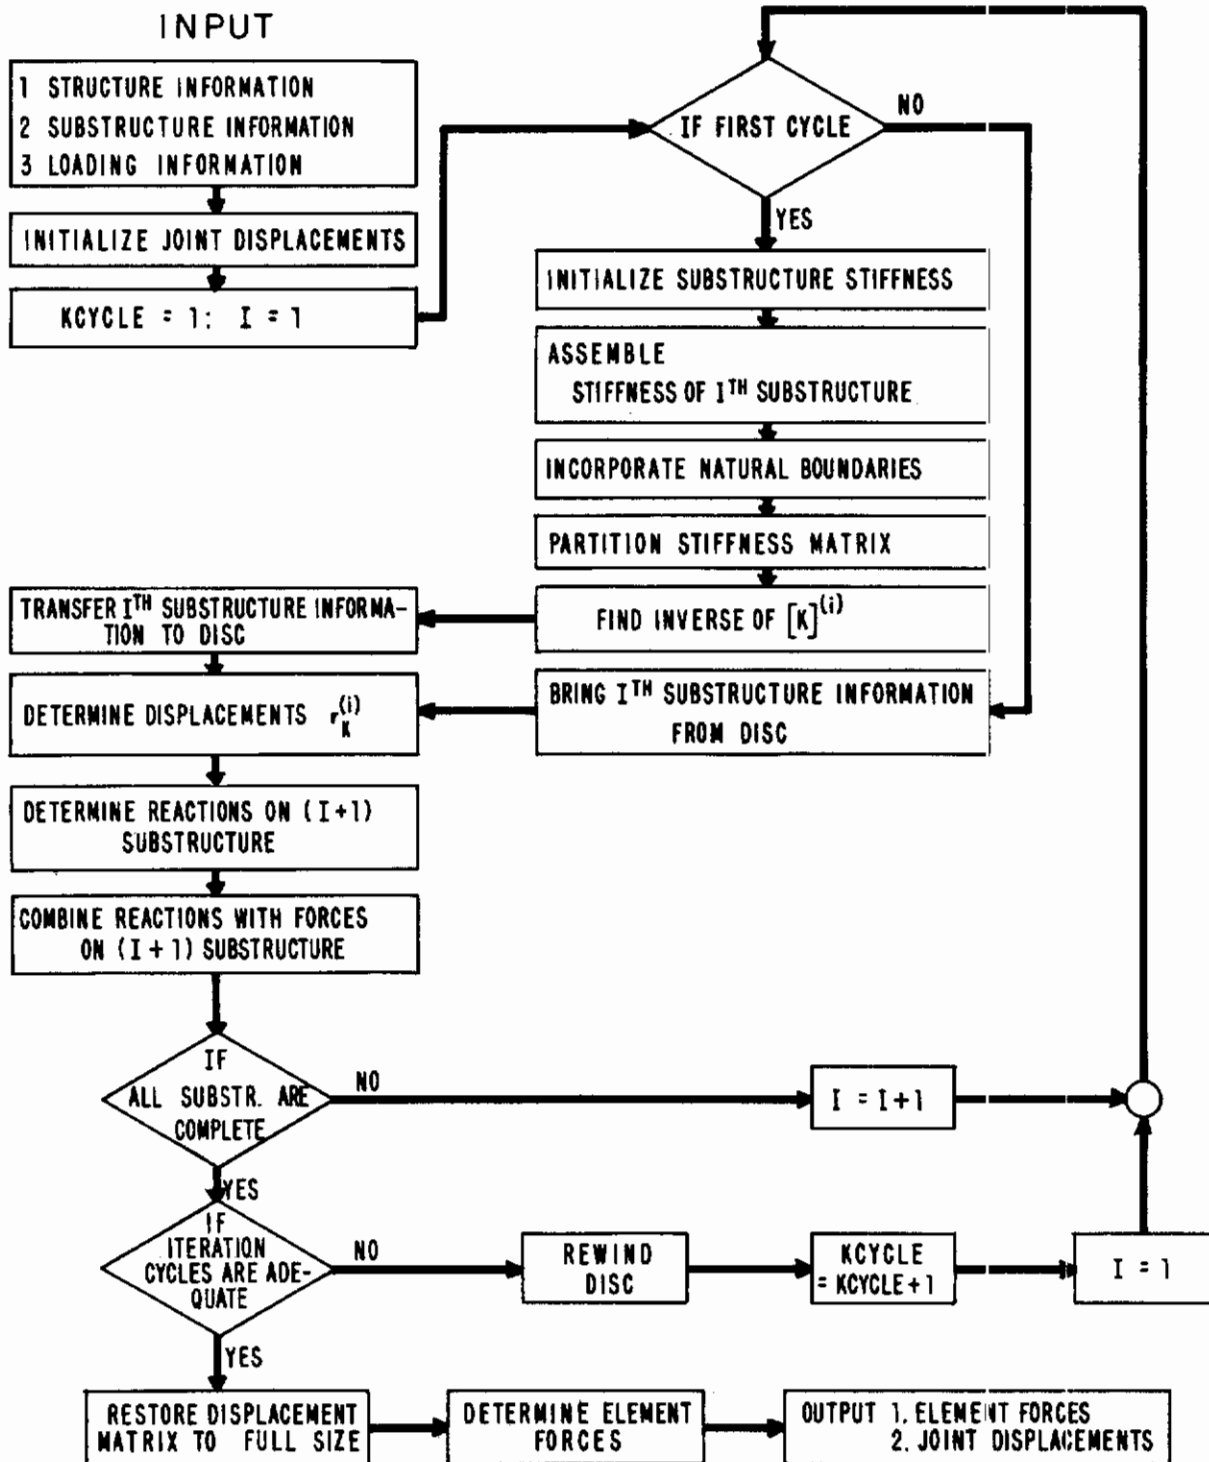 INPUT
1 STRUCTURE INFORMATION
2 SUBSTRUCTURE INFORMATION
3 LOADING INFORMATION
INITIALIZE JOINT DISPLACEMENTS
KCYCLE = 1: I = 1
IF FIRST CYCLE
NO
YES
INITIALIZE SUBSTRUCTURE STIFFNESS
ASSEMBLE
STIFFNESS OF I^TH SUBSTRUCTURE
INCORPORATE NATURAL BOUNDARIES
PARTITION STIFFNESS MATRIX
FIND INVERSE OF [K]^(i)
TRANSFER I^TH SUBSTRUCTURE INFORMA-
TION TO DISC
BRING I^TH SUBSTRUCTURE INFORMATION
FROM DISC
DETERMINE DISPLACEMENTS r_K^(i)
DETERMINE REACTIONS ON (I+1)
SUBSTRUCTURE
COMBINE REACTIONS WITH FORCES
ON (I+1) SUBSTRUCTURE
IF
ALL SUBSTR. ARE
COMPLETE
NO
I = I+1
YES
IF
ITERATION
CYCLES ARE ADE-
QUATE
NO
REWIND
DISC
KCYCLE
= KCYCLE+1
I = 1
YES
RESTORE DISPLACEMENT
MATRIX TO FULL SIZE
DETERMINE ELEMENT
FORCES
OUTPUT 1. ELEMENT FORCES
2. JOINT DISPLACEMENTS